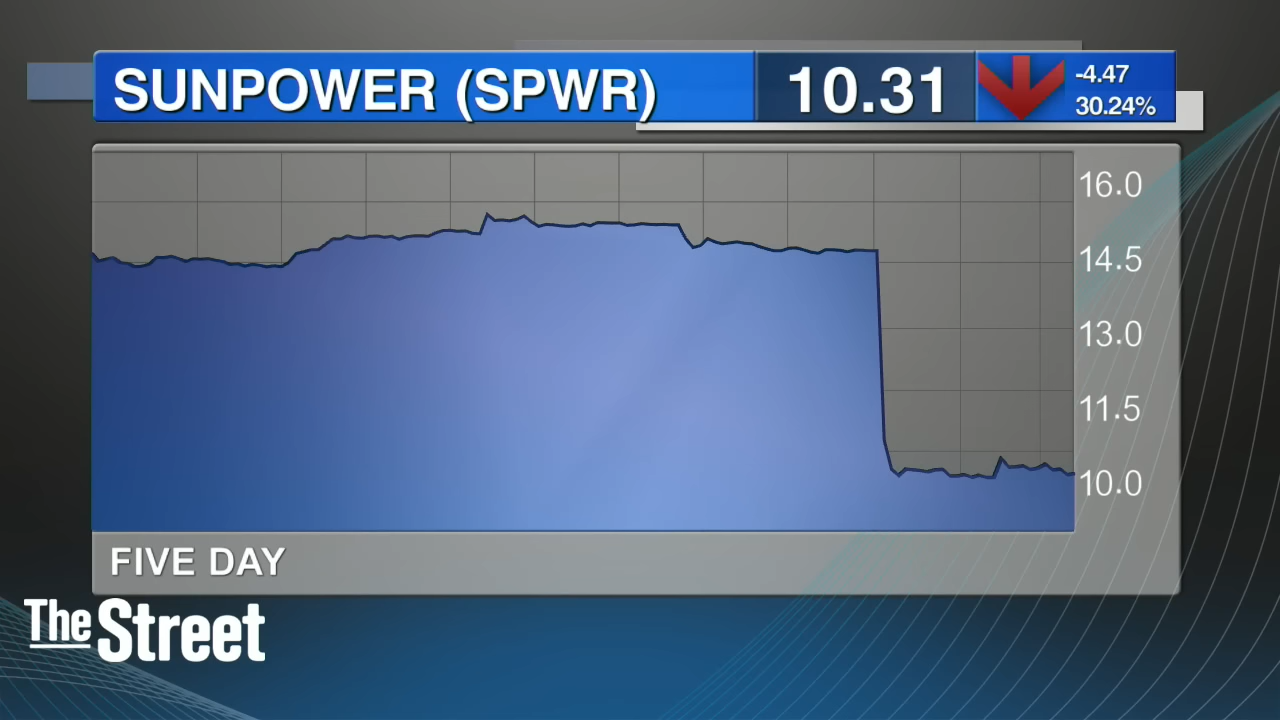 SUNPOWER (SPWR)
10.31
-4.47
30.24%
16.0
14.5
13.0
11.5
10.0
FIVE DAY
The Street